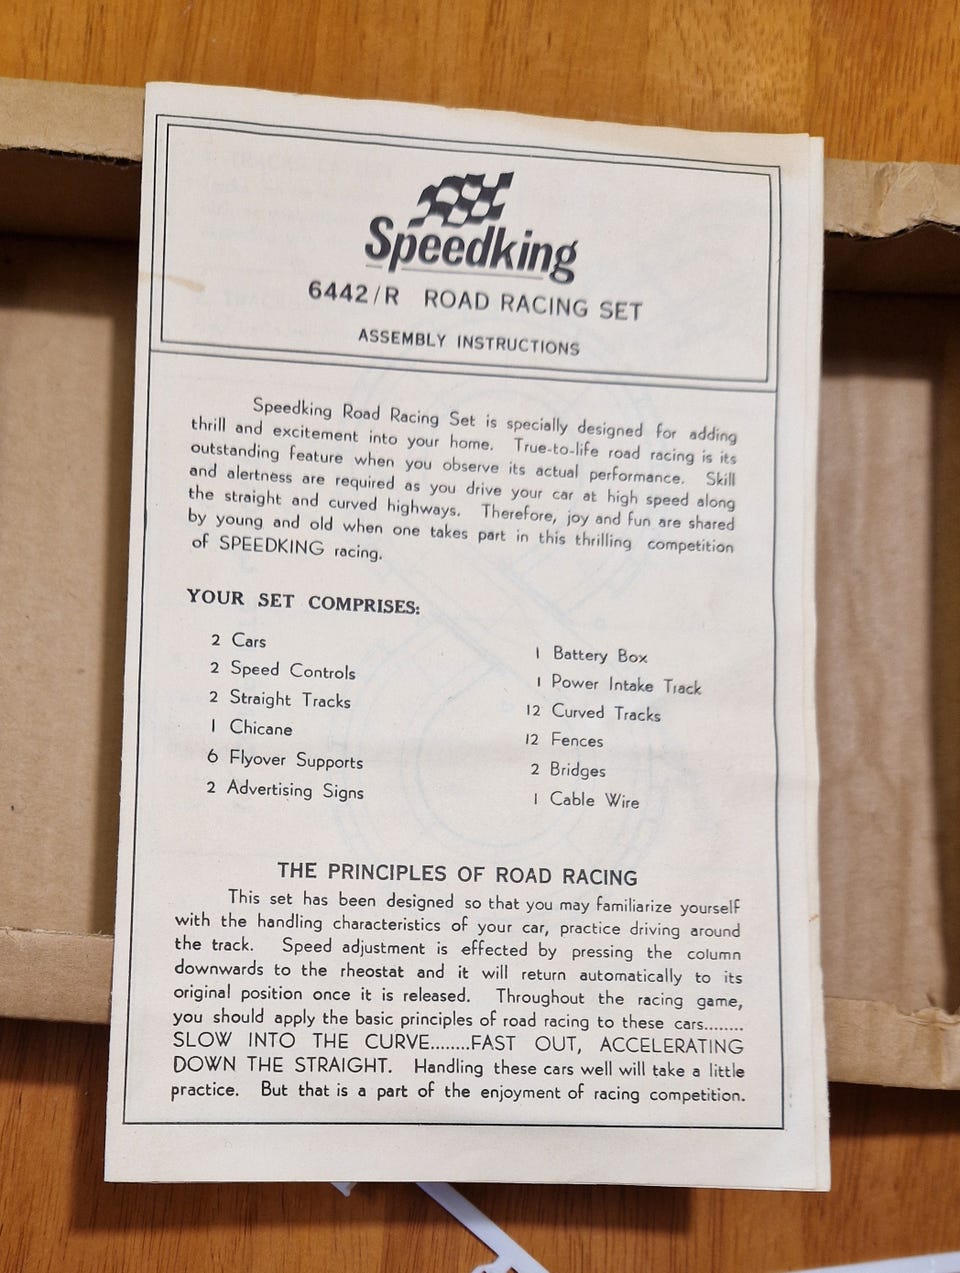 Speedking
6442/R ROAD RACING SET
ASSEMBLY INSTRUCTIONS
Speedking Road Racing Set is specially designed for adding
thrill and excitement into your home. True-to-life road racing is its
outstanding feature when you observe its actual performance. Skill
and alertness are required as you drive your car at high speed along
the straight and curved highways. Therefore, joy and fun are shared
by young and old when one takes part in this thrilling competition
of SPEEDKING racing.
YOUR SET COMPRISES:
2 Cars
2 Speed Controls
2 Straight Tracks
1 Chicane
6 Flyover Supports
2 Advertising Signs
1 Battery Box
1 Power Intake Track
12 Curved Tracks
12 Fences
2 Bridges
1 Cable Wire
THE PRINCIPLES OF ROAD RACING
This set has been designed so that you may familiarize yourself
with the handling characteristics of your car, practice driving around
the track. Speed adjustment is effected by pressing the column
downwards to the rheostat and it will return automatically to its
original position once it is released. Throughout the racing game,
you should apply the basic principles of road racing to these cars........
SLOW INTO THE CURVE........FAST OUT, ACCELERATING
DOWN THE STRAIGHT. Handling these cars well will take a little
practice. But that is a part of the enjoyment of racing competition.